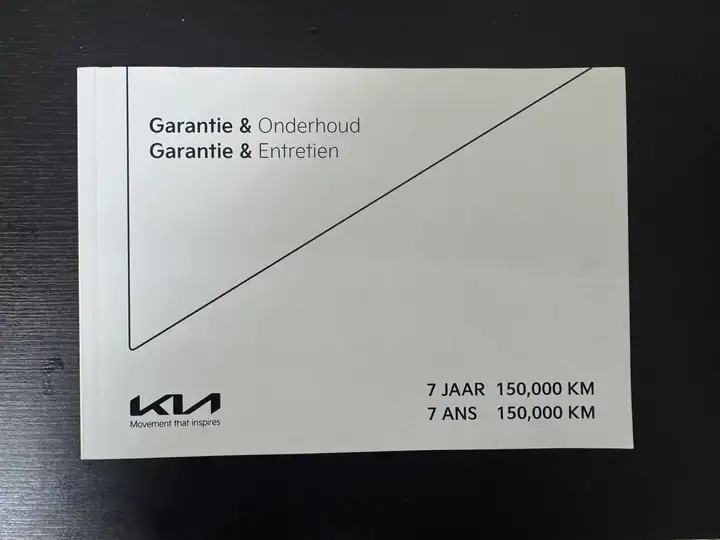 Garantie & Onderhoud
Garantie & Entretien
KIA
Movement that inspires
7 JAAR 150,000 KM
7 ANS 150,000 KM